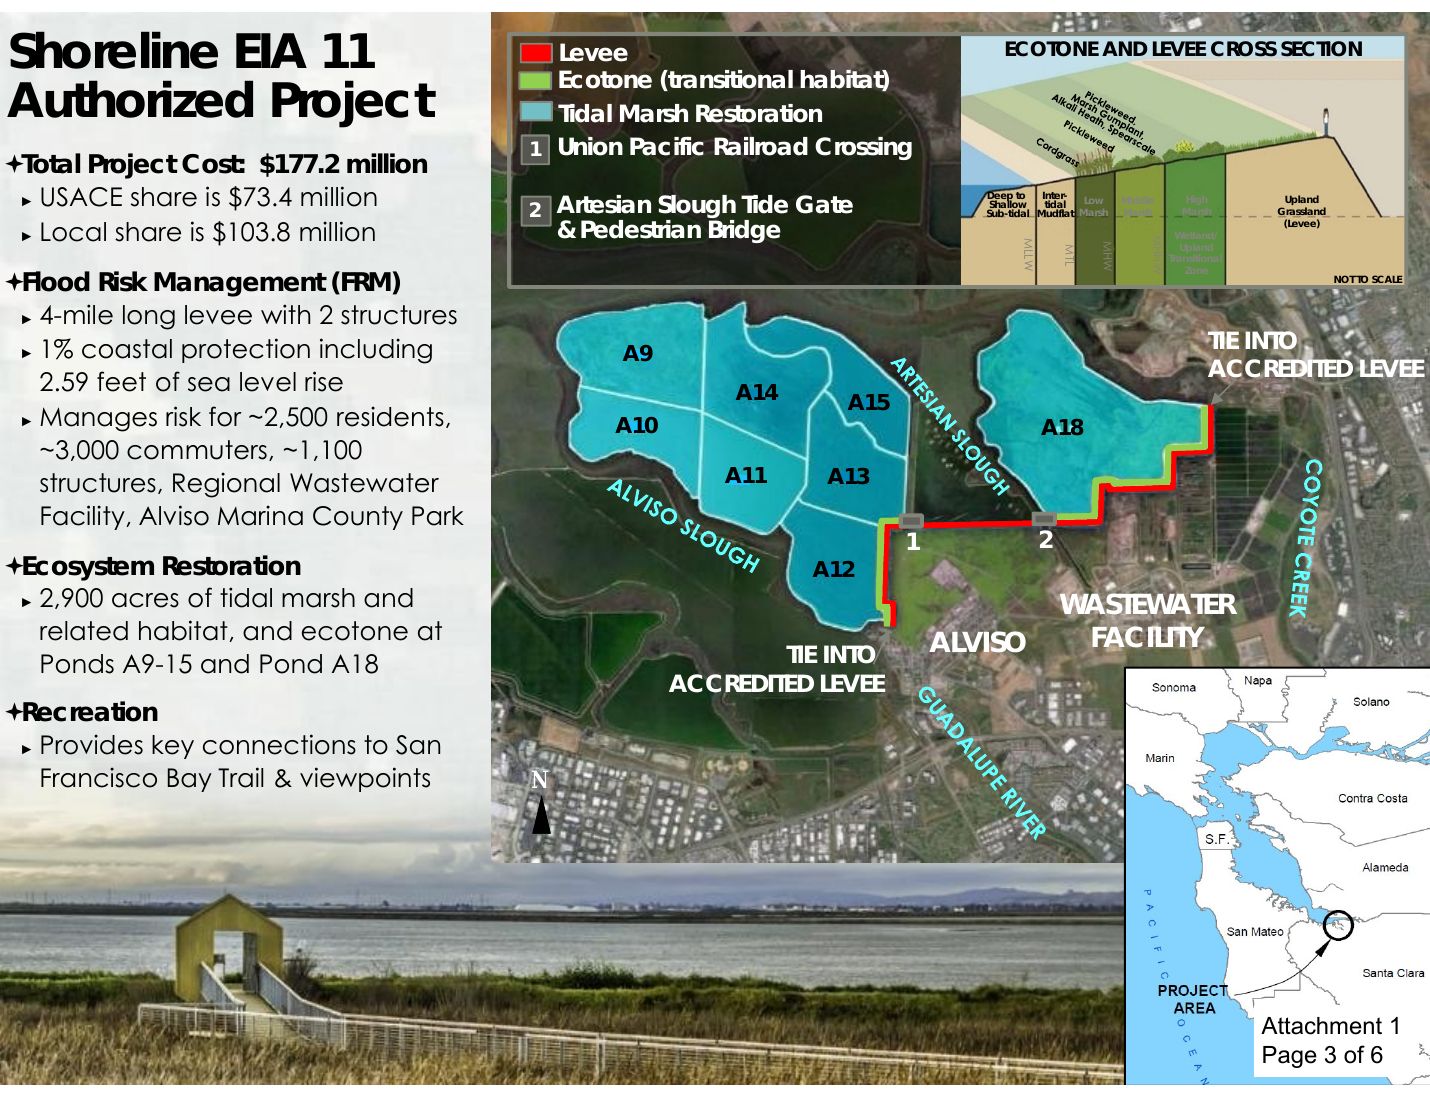 Shoreline EIA 11
Authorized Project
Total Project Cost: $177.2 million
USACE share is $73.4 million
Local share is $103.8 million
Flood Risk Management (FRM)
4-mile long levee with 2 structures
1% coastal protection including
2.59 feet of sea level rise
Manages risk for ~2,500 residents,
~3,000 commuters, ~1,100
structures, Regional Wastewater
Facility, Alviso Marina County Park
Ecosystem Restoration
2,900 acres of tidal marsh and
related habitat, and ecotone at
Ponds A9-15 and Pond A18
Recreation
Provides key connections to San
Francisco Bay Trail & viewpoints
Levee
Ecotone (transitional habitat)
Tidal Marsh Restoration
1 Union Pacific Railroad Crossing
2 Artesian Slough Tide Gate
& Pedestrian Bridge
ECOTONE AND LEVEE CROSS SECTION
Pickleweed,
Marsh Gumplant,
Alkali Heath, Spearscale
Pickleweed
Cordgrass
Deep to
Shallow
Sub-tidal
Inter-
tidal
Mudflat
Low
Marsh
High
Marsh
Wetland/
Upland
Transitional
Zone
Upland
Grassland
(Levee)
MLLW
MTL
MHW
NOT TO SCALE
A9
A10
A14
A15
A11
A13
A12
A18
ARTESIAN SLOUGH
ALVISO SLOUGH
COYOTE CREEK
GUADALUPE RIVER
TIE INTO
ACCREDITED LEVEE
1
2
WASTEWATER
FACILITY
ALVISO
TIE INTO
ACCREDITED LEVEE
N
Sonoma
Napa
Solano
Marin
Contra Costa
S.F.
Alameda
San Mateo
Santa Clara
PACIFIC OCEAN
PROJECT
AREA
Attachment 1
Page 3 of 6